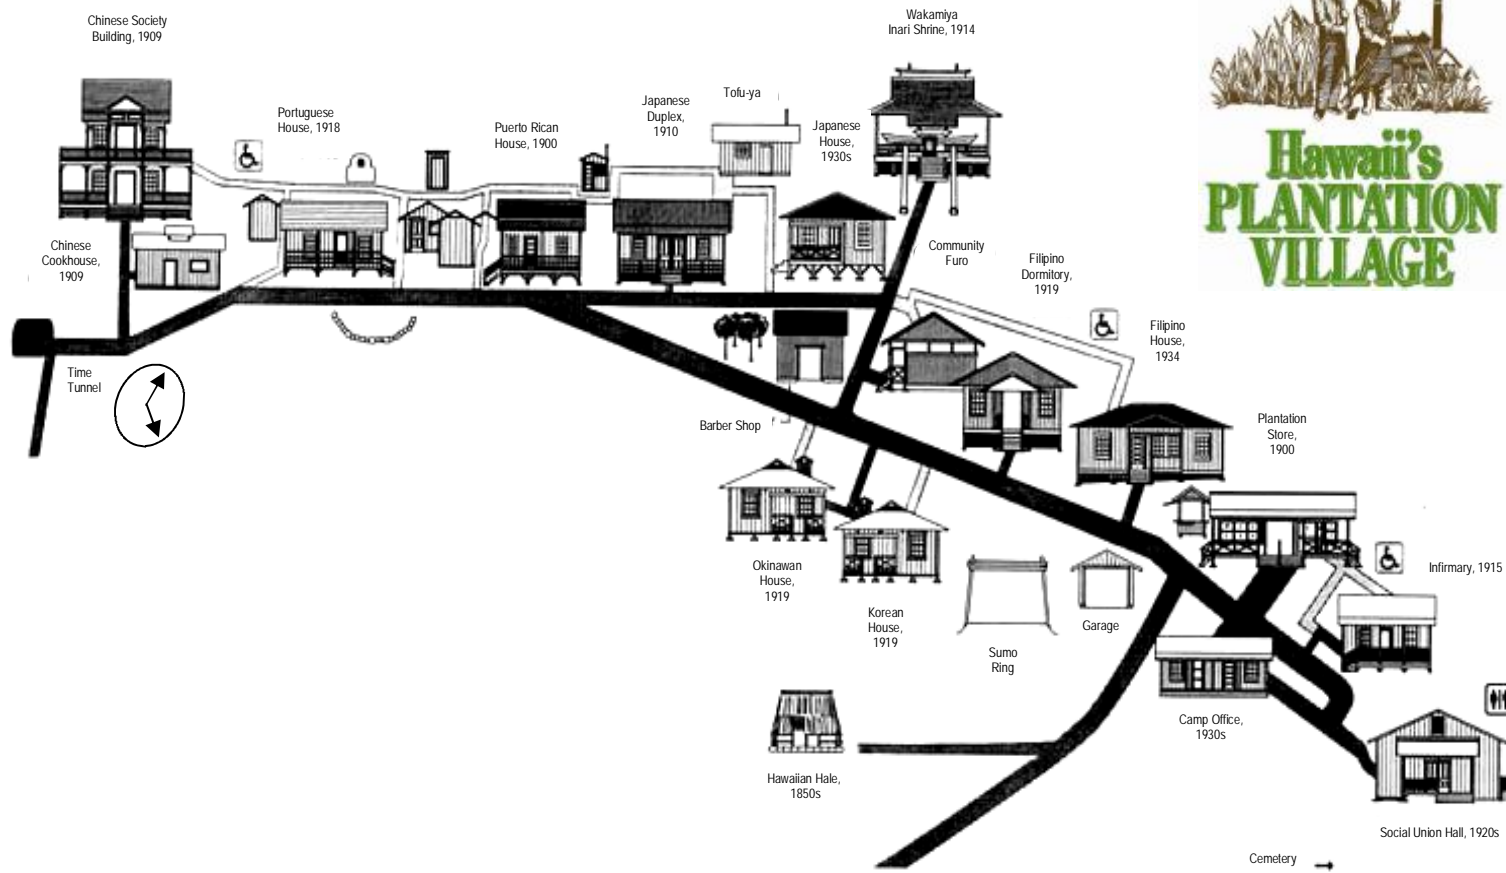 Chinese Society
Building, 1909
Wakamiya
Inari Shrine, 1914
Hawaii's
PLANTATION
VILLAGE
Portuguese
House, 1918
Puerto Rican
House, 1900
Japanese
Duplex,
1910
Tofu-ya
Japanese
House,
1930s
Chinese
Cookhouse,
1909
Community
Furo
Filipino
Dormitory,
1919
Filipino
House,
1934
Time
Tunnel
Barber Shop
Plantation
Store,
1900
Okinawan
House,
1919
Korean
House,
1919
Sumo
Ring
Garage
Infirmary, 1915
Camp Office,
1930s
Hawaiian Hale,
1850s
Social Union Hall, 1920s
Cemetery